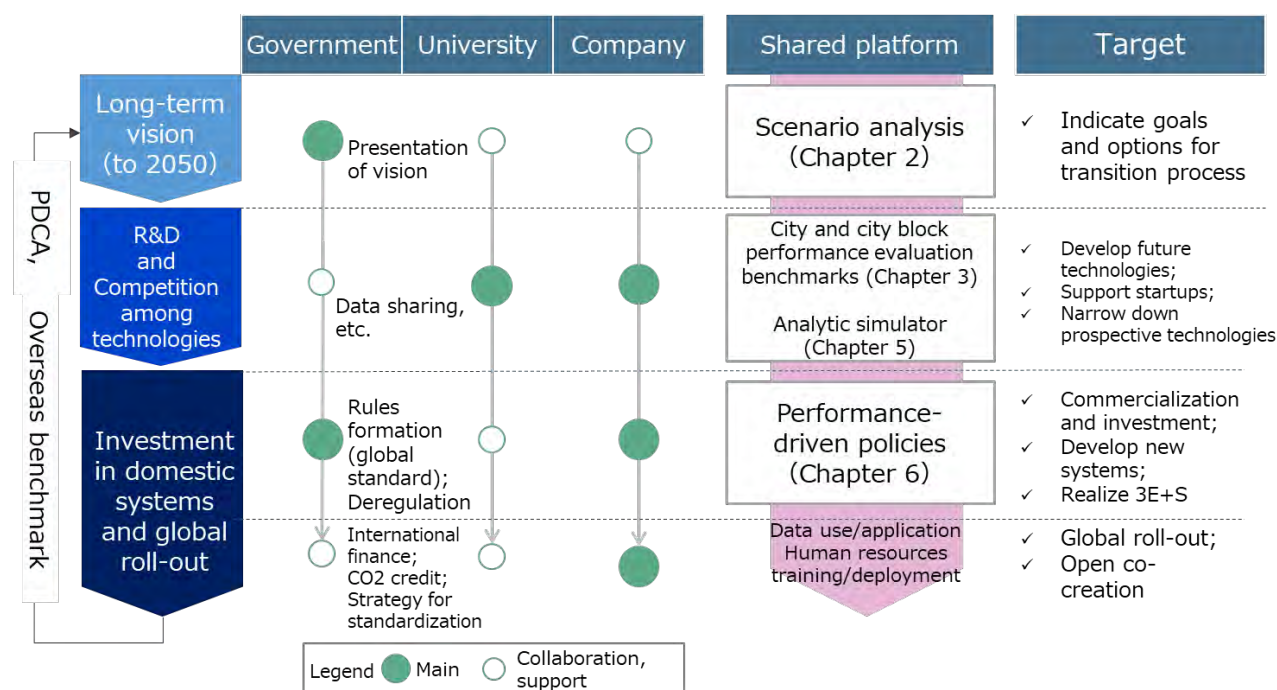 Government
University
Company
Shared platform
Target
Long-term
vision
(to 2050)
Presentation
of vision
Scenario analysis
(Chapter 2)
✓ Indicate goals
and options for
transition process
PDCA, Overseas benchmark
R&D
and
Competition
among
technologies
Data sharing,
etc.
City and city block
performance evaluation
benchmarks (Chapter 3)
Analytic simulator
(Chapter 5)
✓ Develop future
technologies;
✓ Support startups;
✓ Narrow down
prospective technologies
Investment
in domestic
systems
and global
roll-out
Rules
formation
(global
standard);
Deregulation
Performance-
driven policies
(Chapter 6)
✓ Commercialization
and investment;
✓ Develop new
systems;
✓ Realize 3E+S
International
finance;
CO2 credit;
Strategy for
standardization
Data use/application
Human resources
training/deployment
✓ Global roll-out;
✓ Open co-
creation
Legend
Main
Collaboration,
support